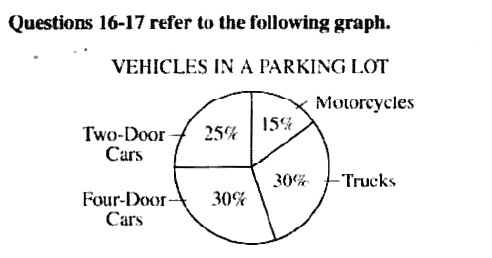 Questions 16-17 refer to the following graph.
VEHICLES IN A PARKING LOT
Motorcycles
15%
Two-Door
Cars
25%
30%
Trucks
Four-Door
Cars
30%